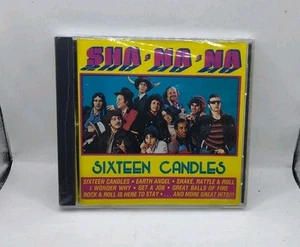 SHA·NA·NA
SIXTEEN CANDLES
SIXTEEN CANDLES · EARTH ANGEL · SHAKE, RATTLE & ROLL
I WONDER WHY · GET A JOB · GREAT BALLS OF FIRE
ROCK & ROLL IS HERE TO STAY · . . . AND MORE GREAT HITS!!!